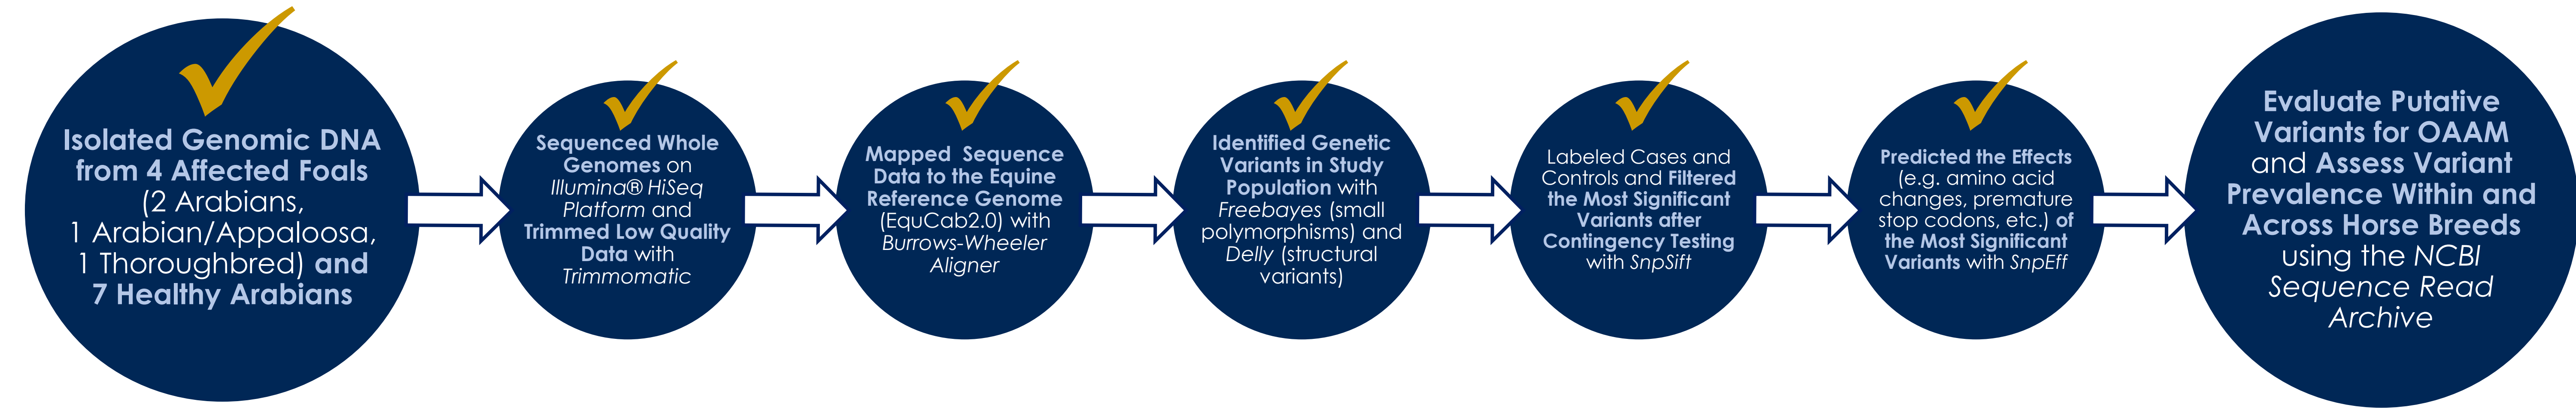 Isolated Genomic DNA
from 4 Affected Foals
(2 Arabians,
1 Arabian/Appaloosa,
1 Thoroughbred) and
7 Healthy Arabians
Sequenced Whole
Genomes on
Illumina® HiSeq
Platform and
Trimmed Low Quality
Data with
Trimmomatic
Mapped Sequence
Data to the Equine
Reference Genome
(EquCab2.0) with
Burrows-Wheeler
Aligner
Identified Genetic
Variants in Study
Population with
Freebayes (small
polymorphisms) and
Delly (structural
variants)
Labeled Cases and
Controls and Filtered
the Most Significant
Variants after
Contingency Testing
with SnpSift
Predicted the Effects
(e.g. amino acid
changes, premature
stop codons, etc.) of
the Most Significant
Variants with SnpEff
Evaluate Putative
Variants for OAAM
and Assess Variant
Prevalence Within and
Across Horse Breeds
using the NCBI
Sequence Read
Archive